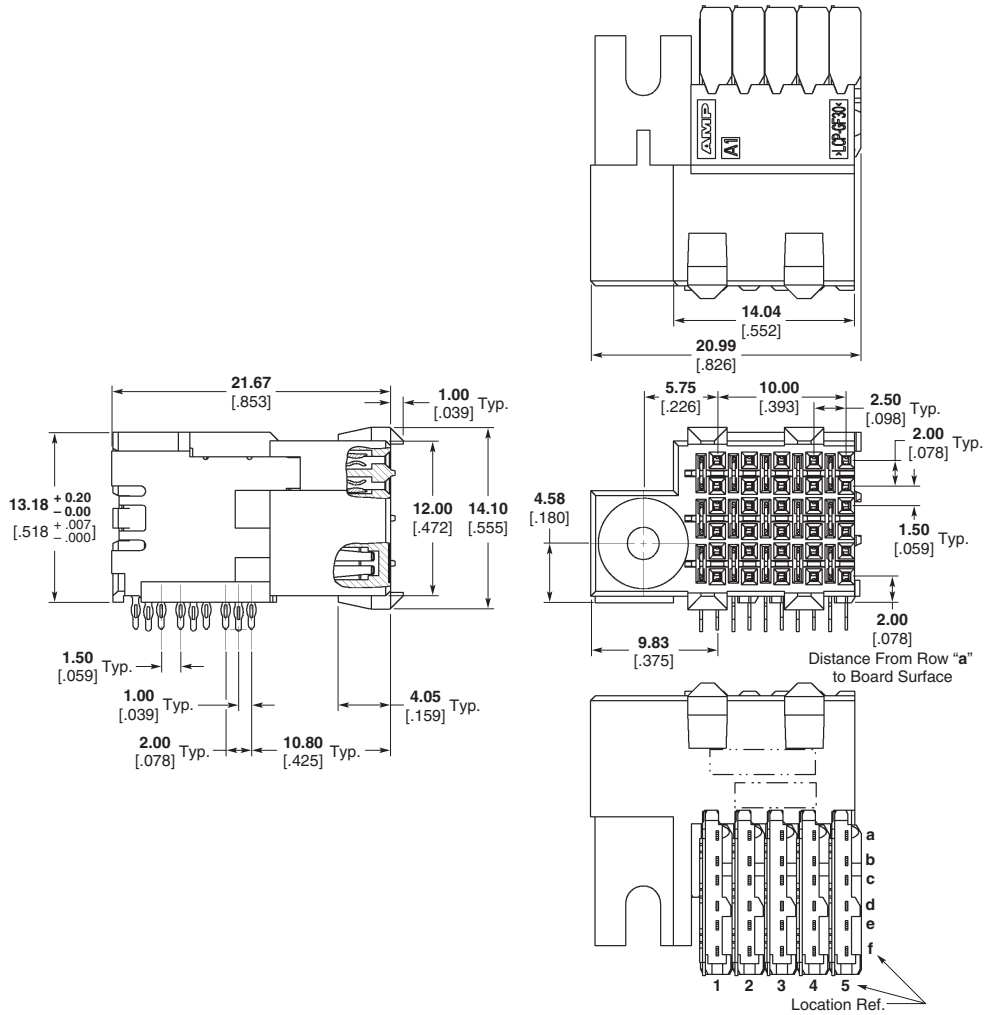 AMP
A1
>LCP-GF30<
14.04
[.552]
20.99
[.826]
21.67
[.853]
1.00
[.039] Typ.
13.18 + 0.20
- 0.00
[.518 + .007
- .000]
12.00
[.472]
14.10
[.555]
1.50
[.059] Typ.
1.00
[.039] Typ.
2.00
[.078] Typ.
10.80
[.425]
4.05
[.159]
5.75
[.226]
10.00
[.393]
2.50
[.098] Typ.
2.00
[.078] Typ.
4.58
[.180]
1.50
[.059] Typ.
9.83
[.375]
2.00
[.078]
Distance From Row "a"
to Board Surface
a
b
c
d
e
f
1 2 3 4 5
Location Ref.